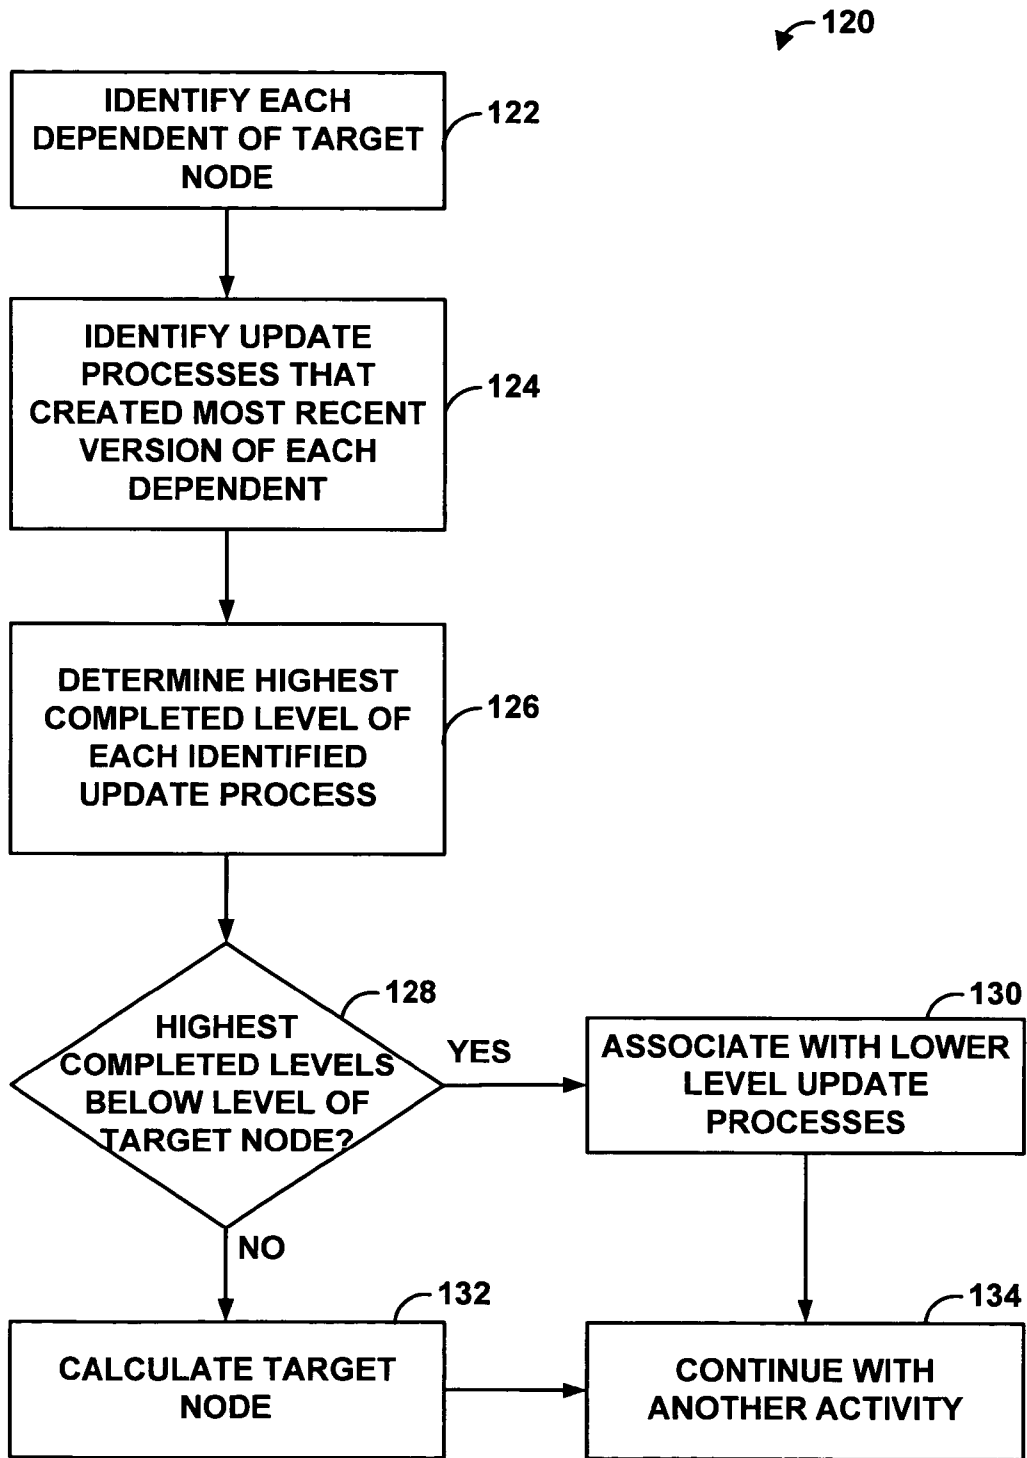 120
IDENTIFY EACH
DEPENDENT OF TARGET
NODE
122
IDENTIFY UPDATE
PROCESSES THAT
CREATED MOST RECENT
VERSION OF EACH
DEPENDENT
124
DETERMINE HIGHEST
COMPLETED LEVEL OF
EACH IDENTIFIED
UPDATE PROCESS
126
HIGHEST
COMPLETED LEVELS
BELOW LEVEL OF
TARGET NODE?
128
YES
NO
ASSOCIATE WITH LOWER
LEVEL UPDATE
PROCESSES
130
CALCULATE TARGET
NODE
132
CONTINUE WITH
ANOTHER ACTIVITY
134